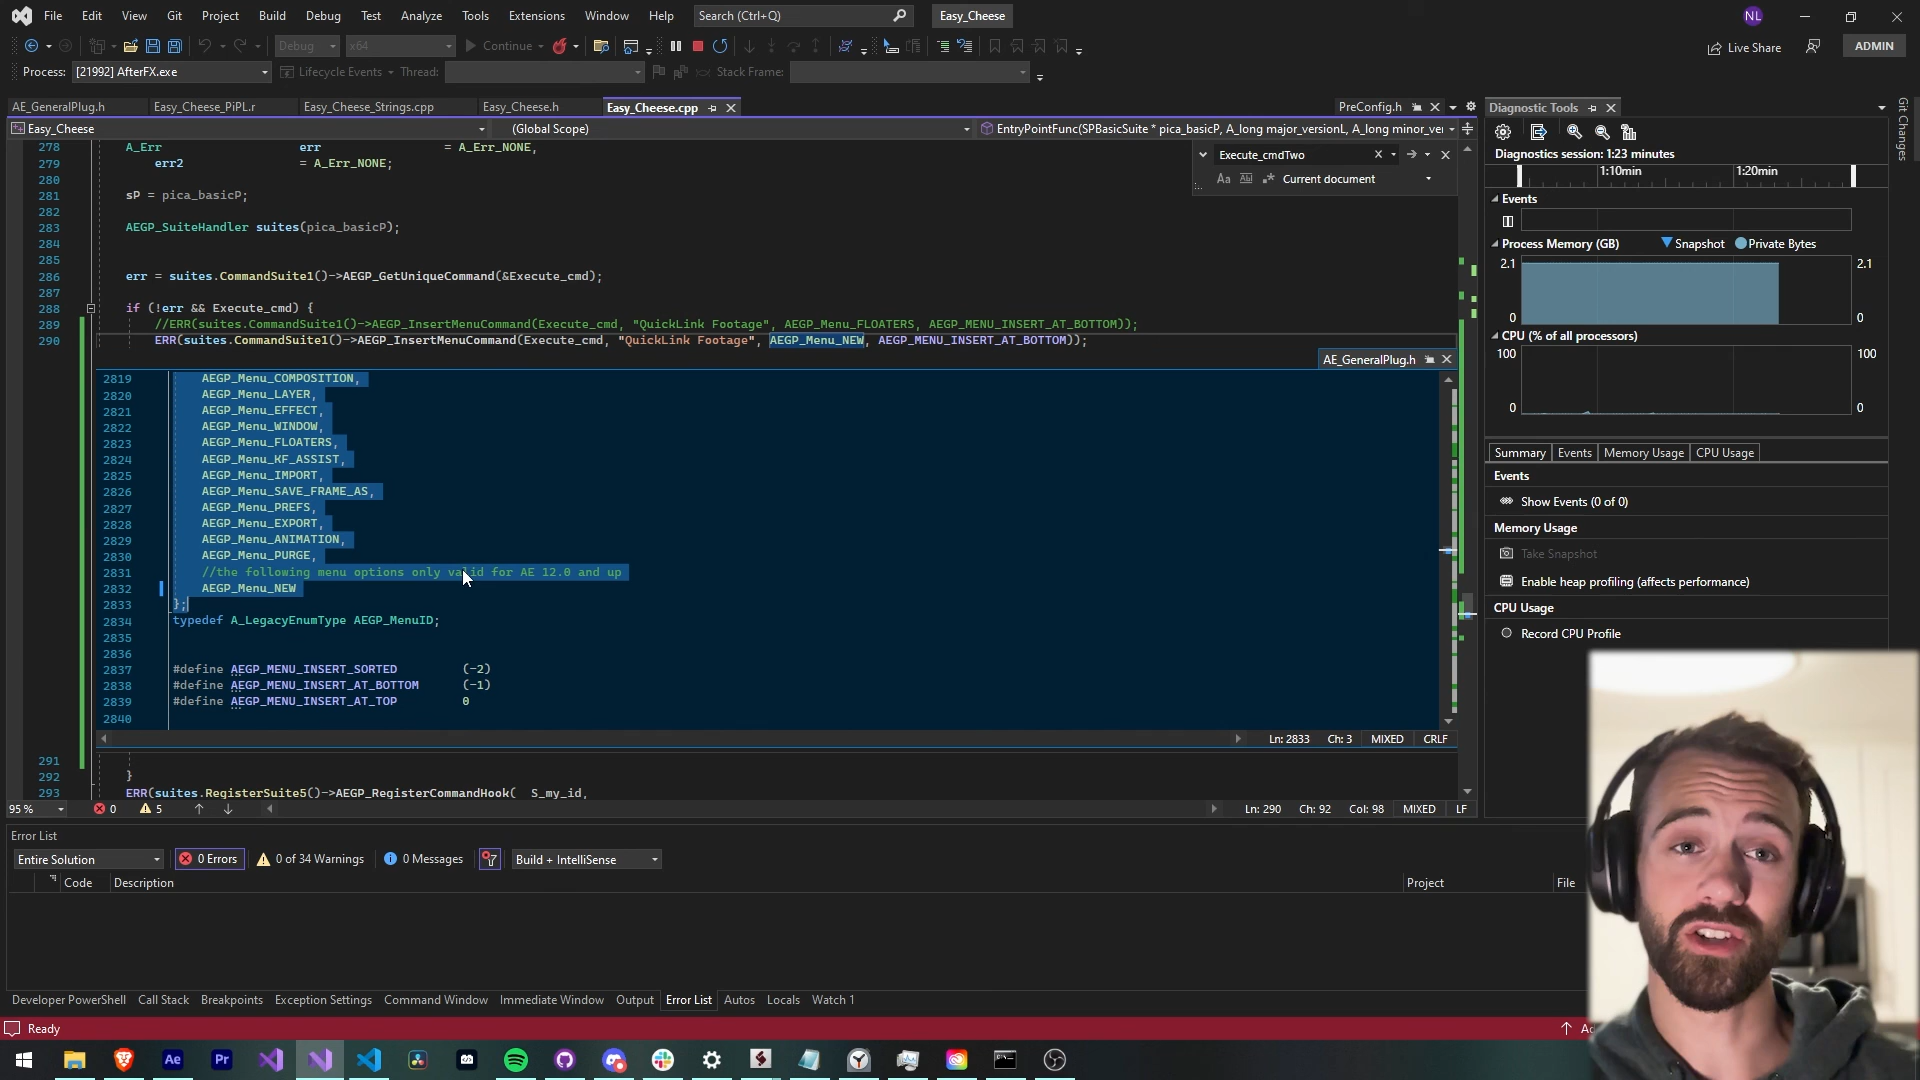 File Edit View Git Project Build Debug Test Analyze Tools Extensions Window Help Search (Ctrl+Q) Easy_Cheese NL
Debug x64 Continue Live Share ADMIN
Process: [21992] AfterFX.exe Lifecycle Events Thread: Stack Frame:
AE_GeneralPlug.h Easy_Cheese_PiPL.r Easy_Cheese_Strings.cpp Easy_Cheese.h Easy_Cheese.cpp PreConfig.h
Easy_Cheese (Global Scope) EntryPointFunc(SPBasicSuite * pica_basicP, A_long major_versionL, A_long minor_ver
Execute_cmdTwo
Aa Current document
278 A_Err err = A_Err_NONE,
279 err2 = A_Err_NONE;
280
281 sP = pica_basicP;
282
283 AEGP_SuiteHandler suites(pica_basicP);
284
285
286 err = suites.CommandSuite1()->AEGP_GetUniqueCommand(&Execute_cmd);
287
288 if (!err && Execute_cmd) {
289 //ERR(suites.CommandSuite1()->AEGP_InsertMenuCommand(Execute_cmd, "QuickLink Footage", AEGP_Menu_FLOATERS, AEGP_MENU_INSERT_AT_BOTTOM));
290 ERR(suites.CommandSuite1()->AEGP_InsertMenuCommand(Execute_cmd, "QuickLink Footage", AEGP_Menu_NEW, AEGP_MENU_INSERT_AT_BOTTOM));
AE_GeneralPlug.h
2819 AEGP_Menu_COMPOSITION,
2820 AEGP_Menu_LAYER,
2821 AEGP_Menu_EFFECT,
2822 AEGP_Menu_WINDOW,
2823 AEGP_Menu_FLOATERS,
2824 AEGP_Menu_KF_ASSIST,
2825 AEGP_Menu_IMPORT,
2826 AEGP_Menu_SAVE_FRAME_AS,
2827 AEGP_Menu_PREFS,
2828 AEGP_Menu_EXPORT,
2829 AEGP_Menu_ANIMATION,
2830 AEGP_Menu_PURGE,
2831 //the following menu options only valid for AE 12.0 and up
2832 AEGP_Menu_NEW
2833 };
2834 typedef A_LegacyEnumType AEGP_MenuID;
2835
2836
2837 #define AEGP_MENU_INSERT_SORTED (-2)
2838 #define AEGP_MENU_INSERT_AT_BOTTOM (-1)
2839 #define AEGP_MENU_INSERT_AT_TOP 0
2840
Ln: 2833 Ch: 3 MIXED CRLF
291
292 }
293 ERR(suites.RegisterSuite5()->AEGP_RegisterCommandHook( S_my_id,
95 % 0 5 Ln: 290 Ch: 92 Col: 98 MIXED LF
Diagnostic Tools
Diagnostics session: 1:23 minutes
1:10min 1:20min
Events
Process Memory (GB) Snapshot Private Bytes
2.1 2.1
0 0
CPU (% of all processors)
100 100
0 0
Summary Events Memory Usage CPU Usage
Events
Show Events (0 of 0)
Memory Usage
Take Snapshot
Enable heap profiling (affects performance)
CPU Usage
Record CPU Profile
Git Changes
Error List
Entire Solution 0 Errors 0 of 34 Warnings 0 Messages Build + IntelliSense
Code Description Project File
Developer PowerShell Call Stack Breakpoints Exception Settings Command Window Immediate Window Output Error List Autos Locals Watch 1
Ready
Ae Pr